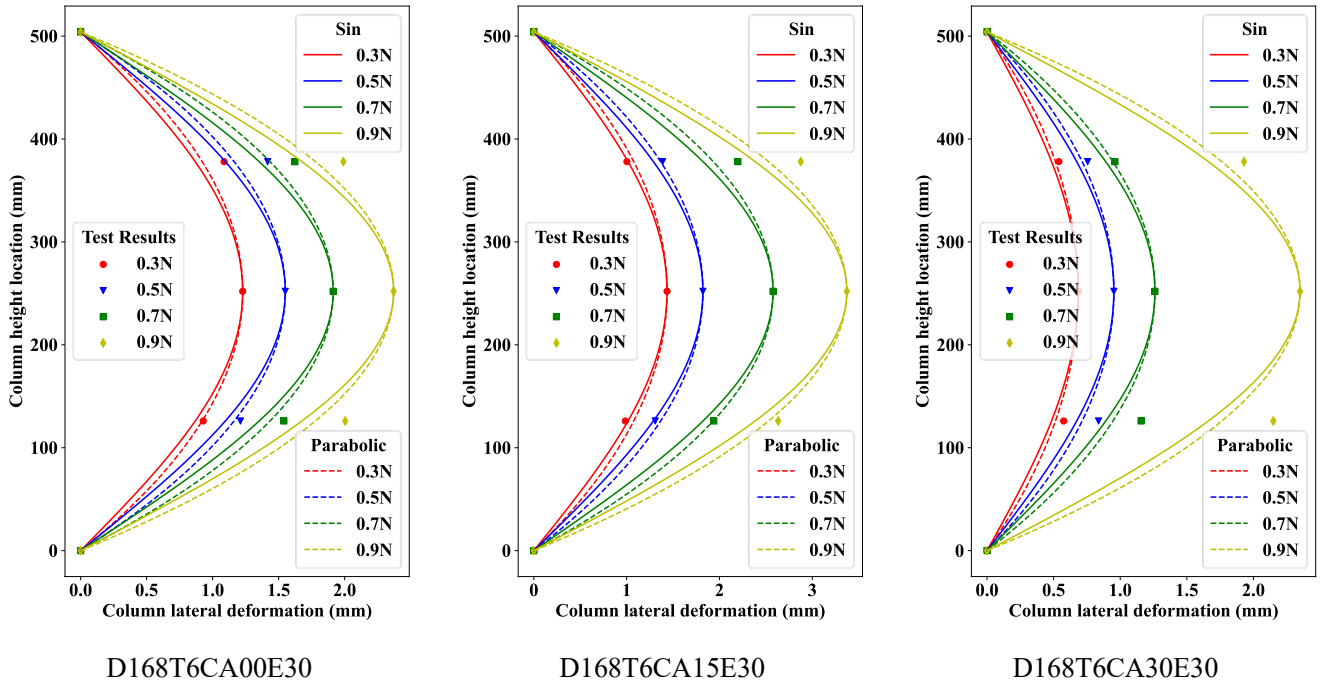 Column height location (mm)
500
400
300
200
100
0
0.0 0.5 1.0 1.5 2.0
Column lateral deformation (mm)
Sin
0.3N
0.5N
0.7N
0.9N
Test Results
0.3N
0.5N
0.7N
0.9N
Parabolic
0.3N
0.5N
0.7N
0.9N
D168T6CA00E30
Column height location (mm)
500
400
300
200
100
0
0 1 2 3
Column lateral deformation (mm)
Sin
0.3N
0.5N
0.7N
0.9N
Test Results
0.3N
0.5N
0.7N
0.9N
Parabolic
0.3N
0.5N
0.7N
0.9N
D168T6CA15E30
Column height location (mm)
500
400
300
200
100
0
0.0 0.5 1.0 1.5 2.0
Column lateral deformation (mm)
Sin
0.3N
0.5N
0.7N
0.9N
Test Results
0.3N
0.5N
0.7N
0.9N
Parabolic
0.3N
0.5N
0.7N
0.9N
D168T6CA30E30